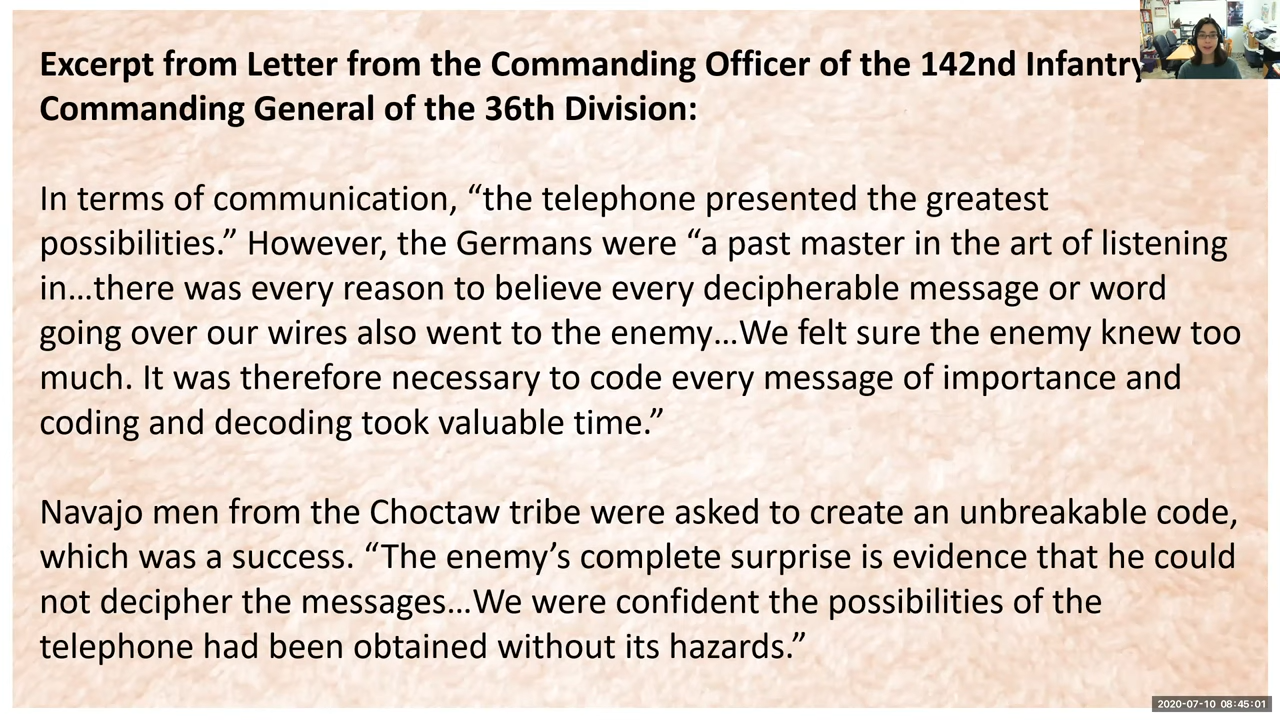 Excerpt from Letter from the Commanding Officer of the 142nd Infantry
Commanding General of the 36th Division:
In terms of communication, “the telephone presented the greatest
possibilities.” However, the Germans were “a past master in the art of listening
in...there was every reason to believe every decipherable message or word
going over our wires also went to the enemy...We felt sure the enemy knew too
much. It was therefore necessary to code every message of importance and
coding and decoding took valuable time.”
Navajo men from the Choctaw tribe were asked to create an unbreakable code,
which was a success. “The enemy’s complete surprise is evidence that he could
not decipher the messages...We were confident the possibilities of the
telephone had been obtained without its hazards.”
2020-07-10 08:45:01